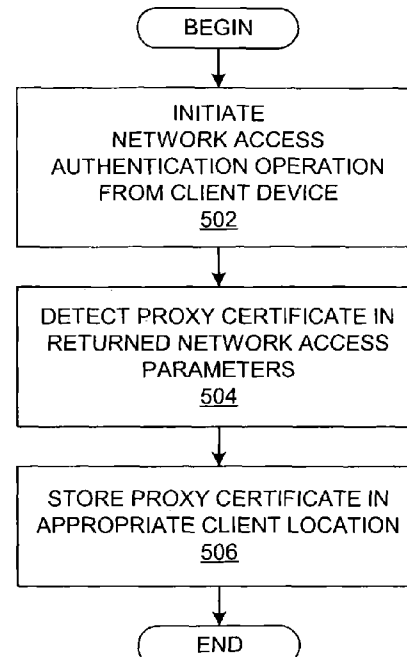 BEGIN
INITIATE
NETWORK ACCESS
AUTHENTICATION OPERATION
FROM CLIENT DEVICE
502
DETECT PROXY CERTIFICATE IN
RETURNED NETWORK ACCESS
PARAMETERS
504
STORE PROXY CERTIFICATE IN
APPROPRIATE CLIENT LOCATION
506
END